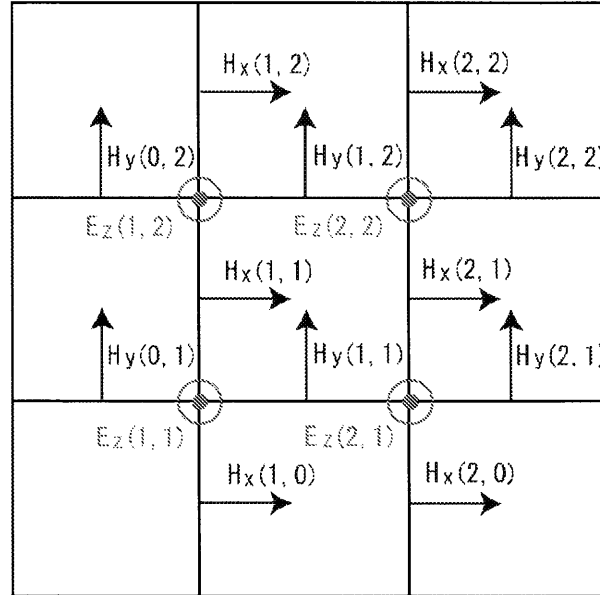 Hx(1,2)
Hx(2,2)
Hy(0,2)
Hy(1,2)
Hy(2,2)
Ez(1,2)
Ez(2,2)
Hx(1,1)
Hx(2,1)
Hy(0,1)
Hy(1,1)
Hy(2,1)
Ez(1,1)
Ez(2,1)
Hx(1,0)
Hx(2,0)